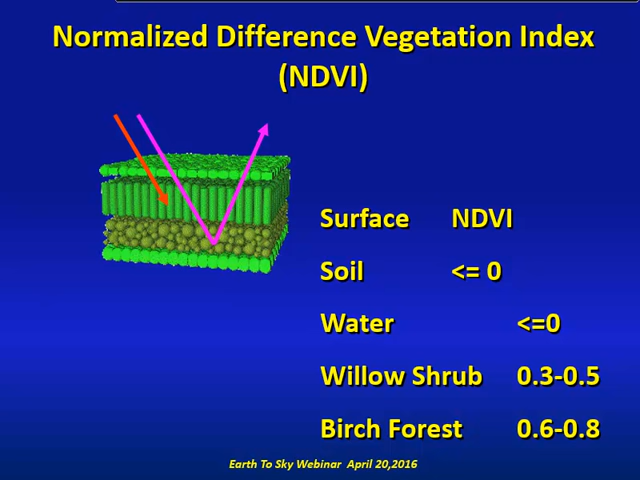 Normalized Difference Vegetation Index
(NDVI)
Surface NDVI
Soil <= 0
Water <=0
Willow Shrub 0.3-0.5
Birch Forest 0.6-0.8
Earth To Sky Webinar April 20,2016